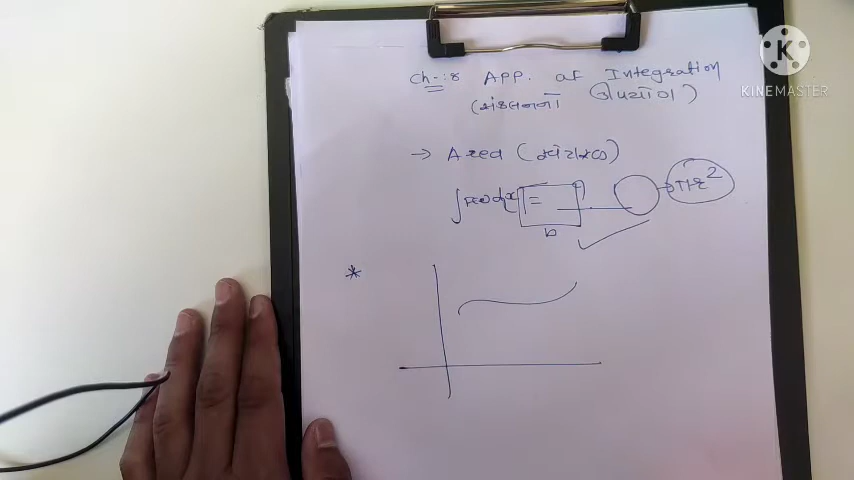 Ch-:8 APP. of Integration
(સંકલનનો ઉપયોગ)
→ Area (ક્ષેત્રફળ)
∫F(x)dx = πr²
b
*
K
KINEMASTER